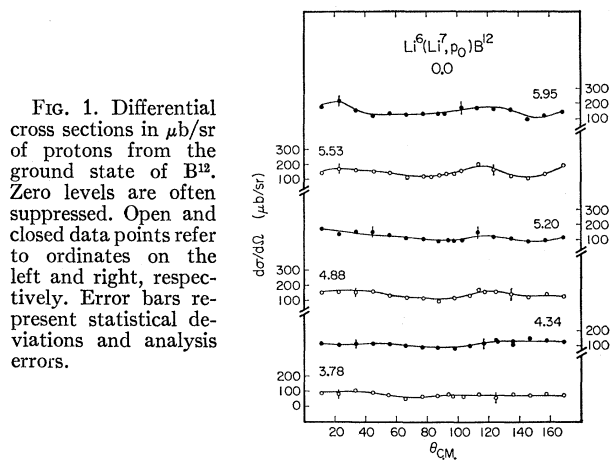 FIG. 1. Differential
cross sections in μb/sr
of protons from the
ground state of B¹².
Zero levels are often
suppressed. Open and
closed data points refer
to ordinates on the
left and right, respec-
tively. Error bars re-
present statistical de-
viations and analysis
errors.
Li⁶(Li⁷,p₀)B¹²
0.0
5.95
300
200
100
5.53
300
200
100
5.20
300
200
100
4.88
300
200
100
4.34
200
100
3.78
200
100
0
dσ/dΩ (μb/sr)
20 40 60 80 100 120 140 160
θC.M.